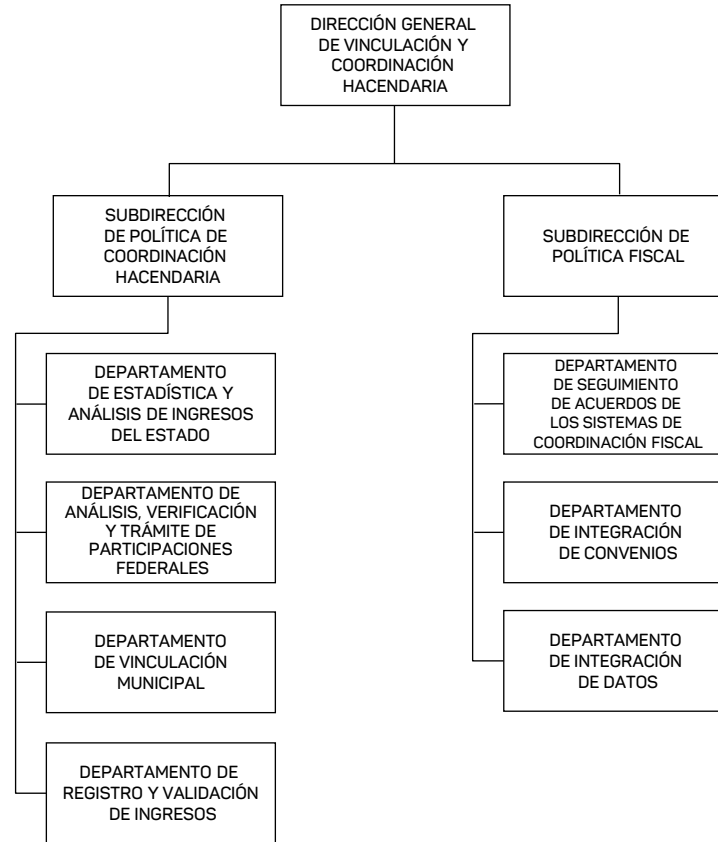 DIRECCIÓN GENERAL
DE VINCULACIÓN Y
COORDINACIÓN
HACENDARIA
SUBDIRECCIÓN
DE POLÍTICA DE
COORDINACIÓN
HACENDARIA
SUBDIRECCIÓN DE
POLÍTICA FISCAL
DEPARTAMENTO
DE ESTADÍSTICA Y
ANÁLISIS DE INGRESOS
DEL ESTADO
DEPARTAMENTO DE
ANÁLISIS, VERIFICACIÓN
Y TRÁMITE DE
PARTICIPACIONES
FEDERALES
DEPARTAMENTO
DE VINCULACIÓN
MUNICIPAL
DEPARTAMENTO DE
REGISTRO Y VALIDACIÓN
DE INGRESOS
DEPARTAMENTO
DE SEGUIMIENTO
DE ACUERDOS DE
LOS SISTEMAS DE
COORDINACIÓN FISCAL
DEPARTAMENTO
DE INTEGRACIÓN
DE CONVENIOS
DEPARTAMENTO
DE INTEGRACIÓN
DE DATOS